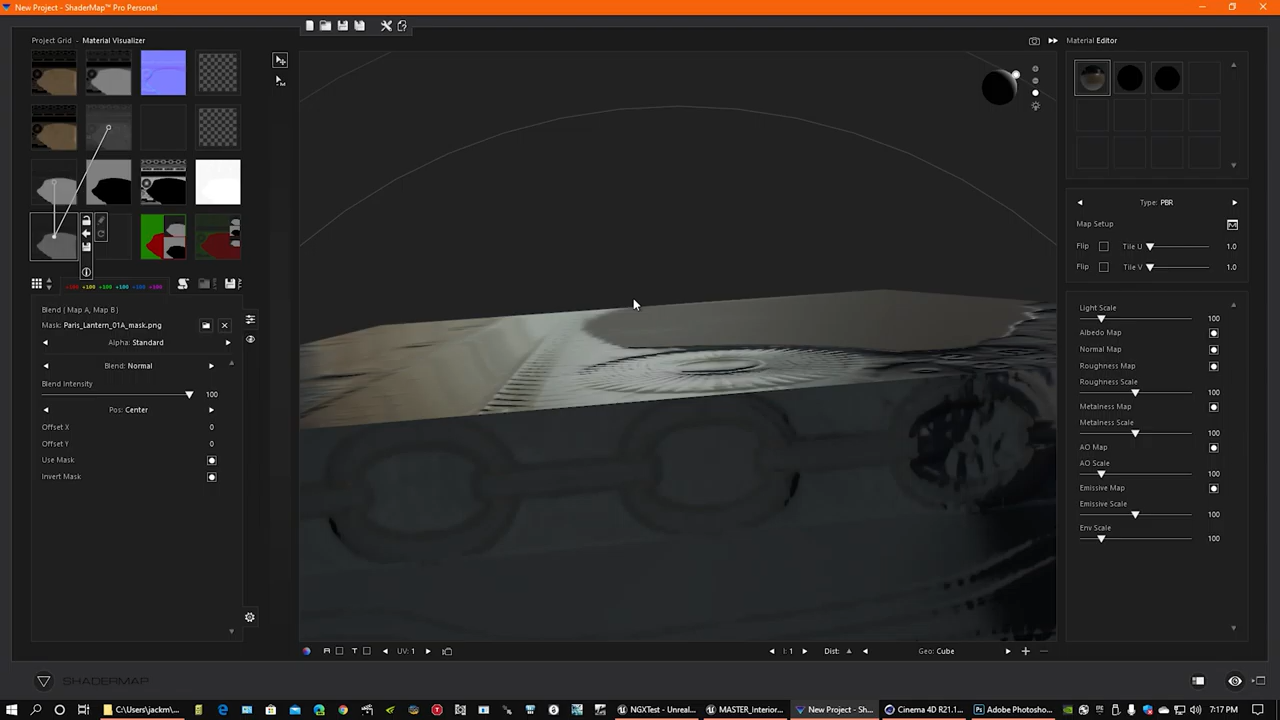 New Project - ShaderMap™ Pro Personal
Project Grid - Material Visualizer
Material Editor
Type: PBR
Map Setup
Flip
Tile U
1.0
Flip
Tile V
1.0
Blend ( Map A, Map B )
Mask: Paris_Lantern_01A_mask.png
Alpha: Standard
Blend: Normal
Blend Intensity
100
Pos: Center
Offset X
0
Offset Y
0
Use Mask
Invert Mask
Light Scale
100
Albedo Map
Normal Map
Roughness Map
Roughness Scale
100
Metalness Map
Metalness Scale
100
AO Map
AO Scale
100
Emissive Map
Emissive Scale
100
Env Scale
100
T
UV: 1
I: 1
Dist:
Geo: Cube
SHADERMAP
C:\Users\jackm\...
NGXTest - Unreal...
MASTER_Interior...
New Project - Sh...
Cinema 4D R21.1...
Adobe Photosho...
7:17 PM